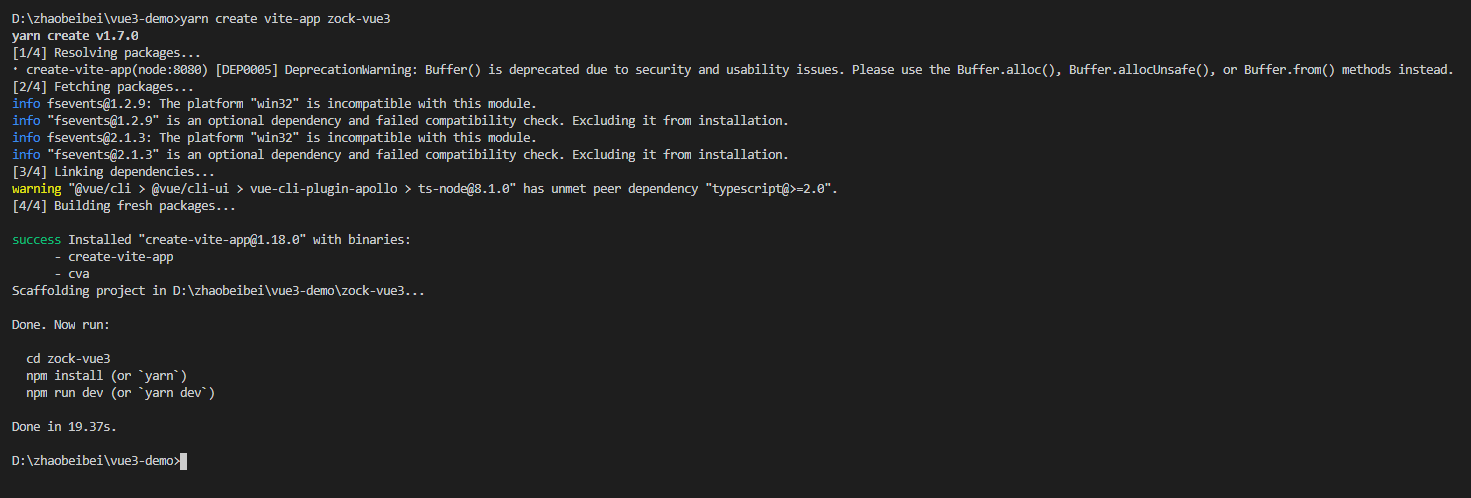 D:\zhaobeibei\vue3-demo>yarn create vite-app zock-vue3
yarn create v1.7.0
[1/4] Resolving packages...
· create-vite-app(node:8080) [DEP0005] DeprecationWarning: Buffer() is deprecated due to security and usability issues. Please use the Buffer.alloc(), Buffer.allocUnsafe(), or Buffer.from() methods instead.
[2/4] Fetching packages...
info fsevents@1.2.9: The platform "win32" is incompatible with this module.
info "fsevents@1.2.9" is an optional dependency and failed compatibility check. Excluding it from installation.
info fsevents@2.1.3: The platform "win32" is incompatible with this module.
info "fsevents@2.1.3" is an optional dependency and failed compatibility check. Excluding it from installation.
[3/4] Linking dependencies...
warning "@vue/cli > @vue/cli-ui > vue-cli-plugin-apollo > ts-node@8.1.0" has unmet peer dependency "typescript@>=2.0".
[4/4] Building fresh packages...
success Installed "create-vite-app@1.18.0" with binaries:
- create-vite-app
- cva
Scaffolding project in D:\zhaobeibei\vue3-demo\zock-vue3...
Done. Now run:
cd zock-vue3
npm install (or `yarn`)
npm run dev (or `yarn dev`)
Done in 19.37s.
D:\zhaobeibei\vue3-demo>